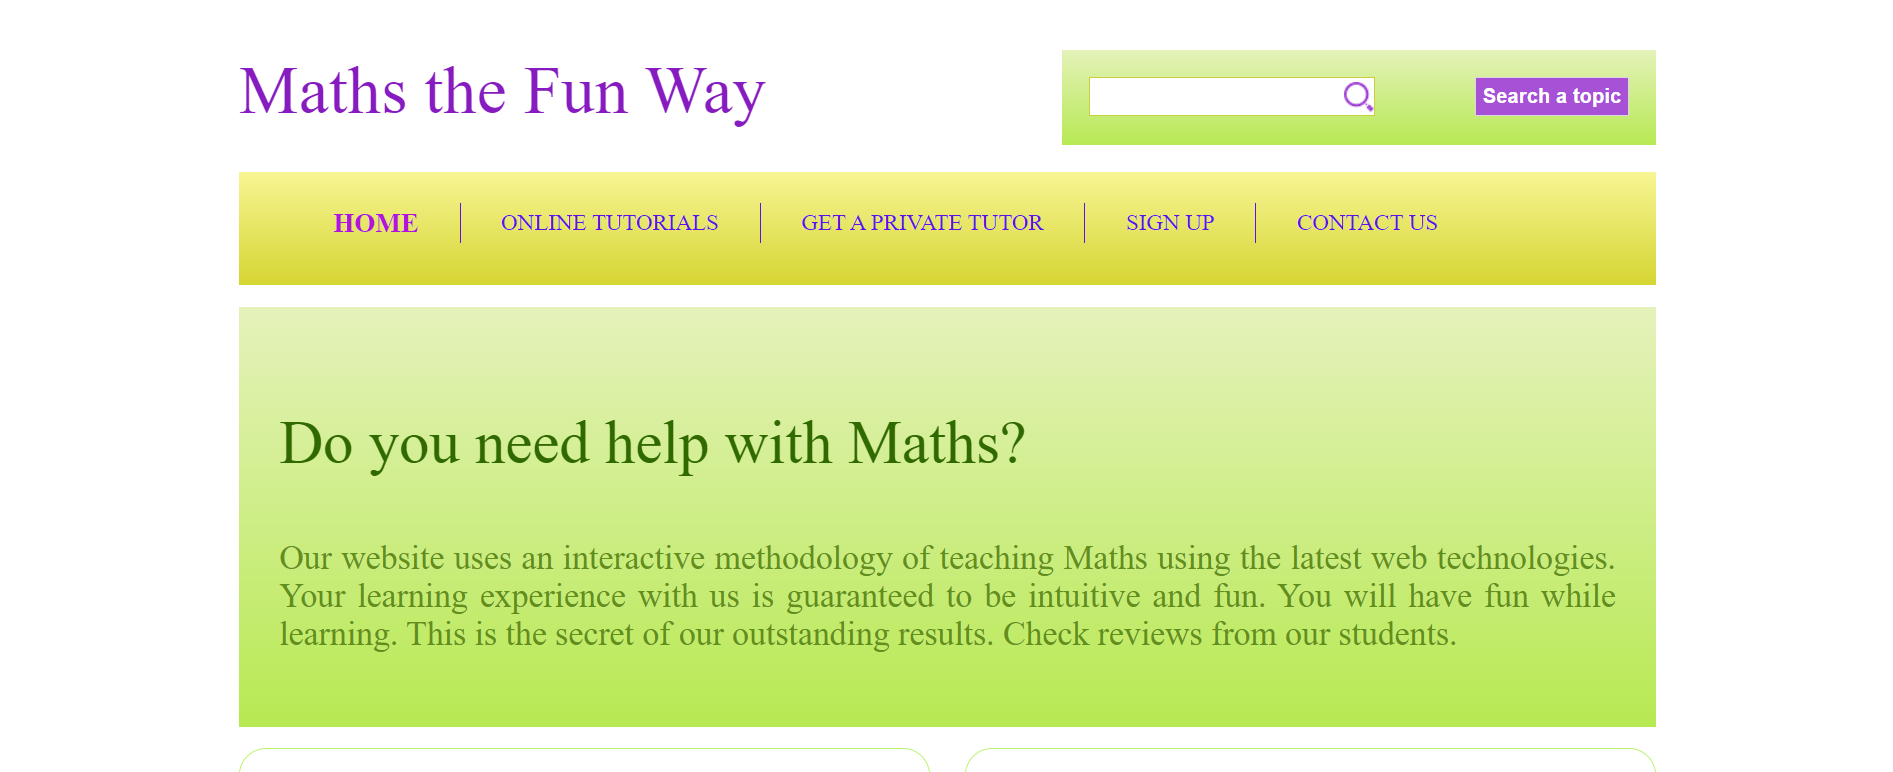 Maths the Fun Way
Search a topic
HOME
ONLINE TUTORIALS
GET A PRIVATE TUTOR
SIGN UP
CONTACT US
Do you need help with Maths?
Our website uses an interactive methodology of teaching Maths using the latest web technologies.
Your learning experience with us is guaranteed to be intuitive and fun. You will have fun while
learning. This is the secret of our outstanding results. Check reviews from our students.